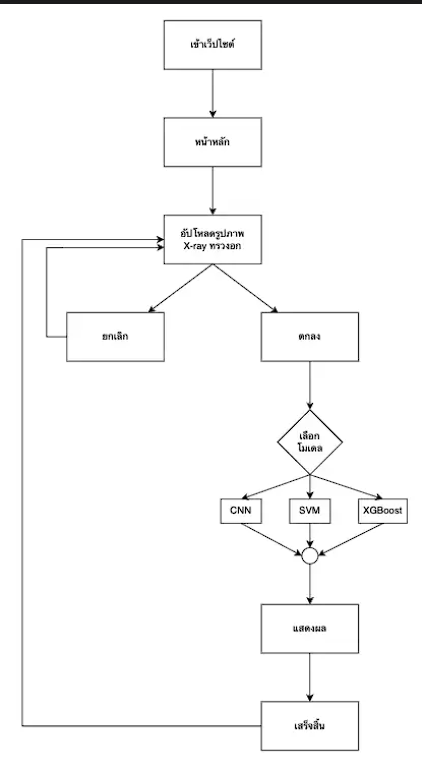 เข้าเว็ปไซต์
หน้าหลัก
อัปโหลดรูปภาพ
X-ray ทรวงอก
ยกเลิก
ตกลง
เลือก
โมเดล
CNN
SVM
XGBoost
แสดงผล
เสร็จสิ้น